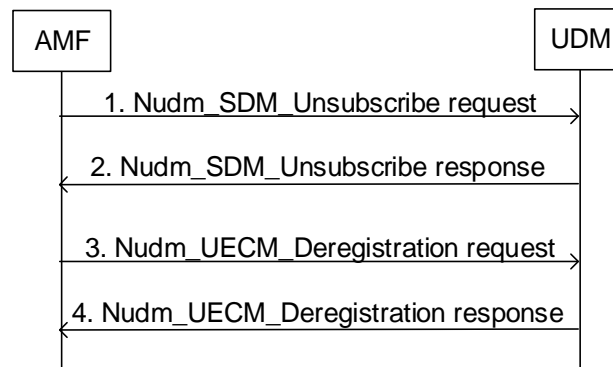 AMF
UDM
1. Nudm_SDM_Unsubscribe request
2. Nudm_SDM_Unsubscribe response
3. Nudm_UECM_Deregistration request
4. Nudm_UECM_Deregistration response